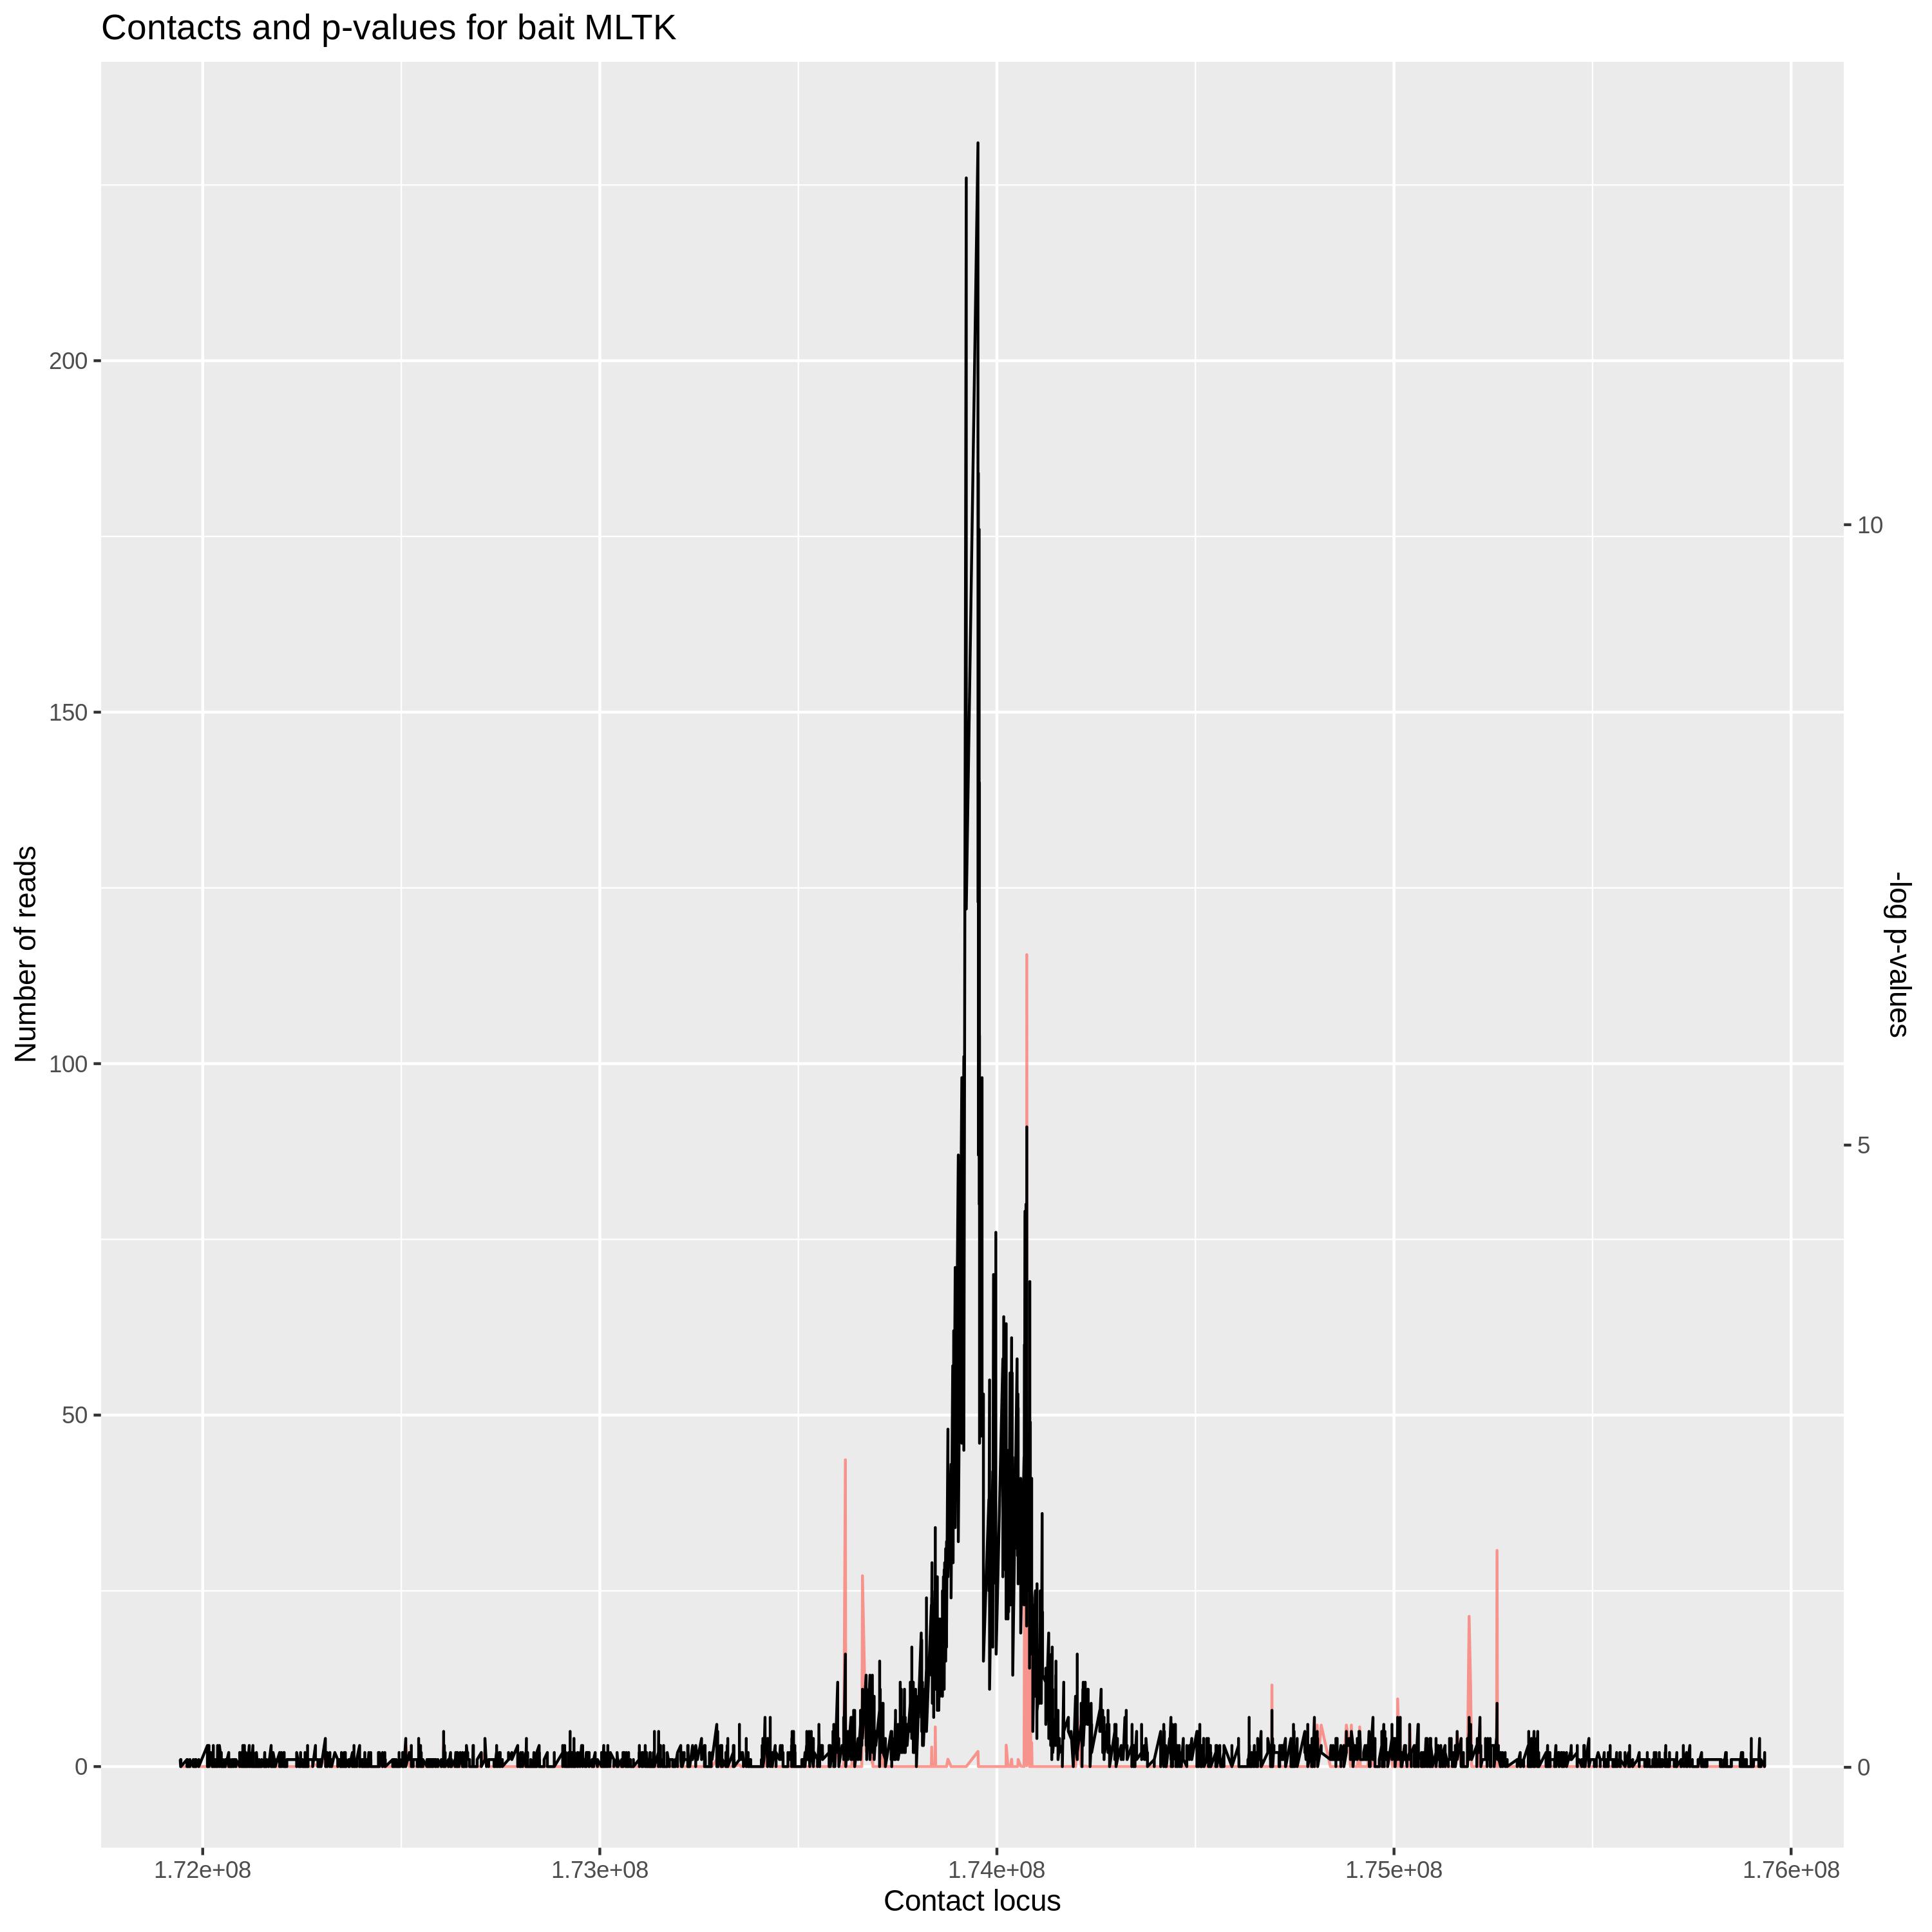 Contacts and p-values for bait MLTK
200
150
100
50
0
Number of reads
10
5
0
-log p-values
1.72e+08
1.73e+08
1.74e+08
1.75e+08
1.76e+08
Contact locus